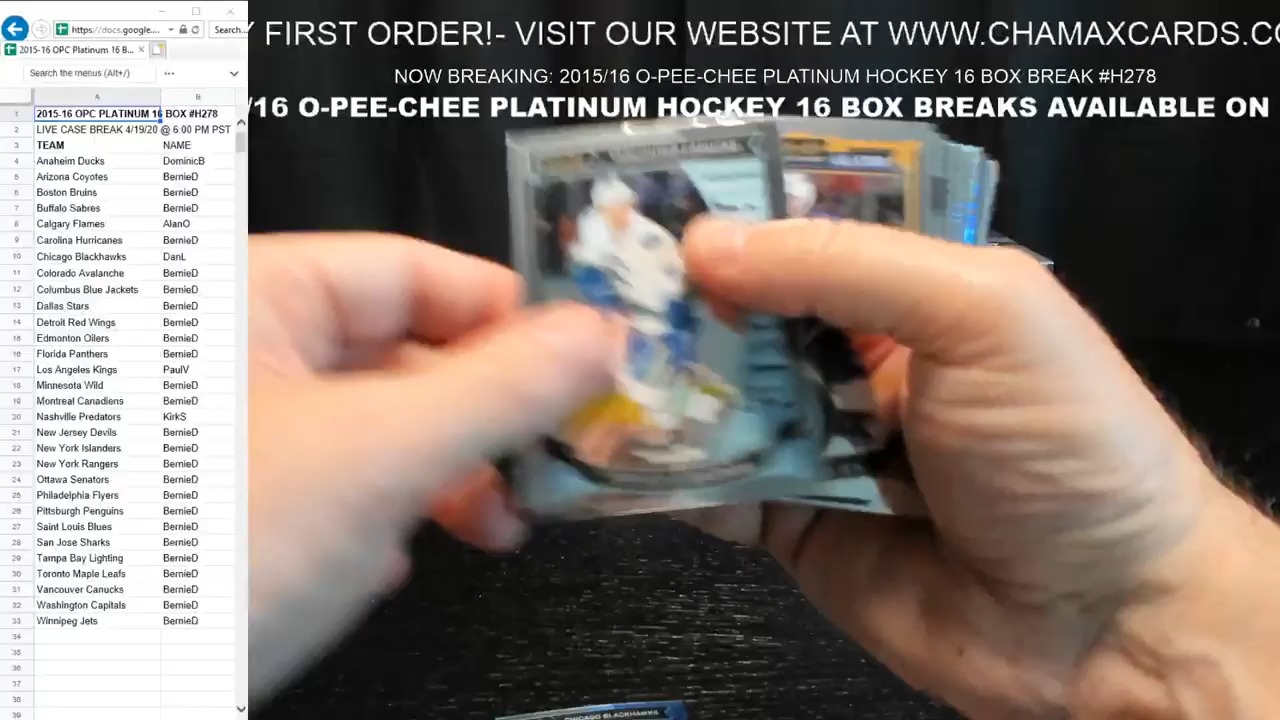 https://docs.google....
Search...
2015-16 OPC Platinum 16 B...
Search the menus (Alt+/)
A B
1 2015-16 OPC PLATINUM 16 BOX #H278
2 LIVE CASE BREAK 4/19/20 @ 6:00 PM PST
3 TEAM NAME
4 Anaheim Ducks DominicB
5 Arizona Coyotes BernieD
6 Boston Bruins BernieD
7 Buffalo Sabres BernieD
8 Calgary Flames AlanO
9 Carolina Hurricanes BernieD
10 Chicago Blackhawks DanL
11 Colorado Avalanche BernieD
12 Columbus Blue Jackets BernieD
13 Dallas Stars BernieD
14 Detroit Red Wings BernieD
15 Edmonton Oilers BernieD
16 Florida Panthers BernieD
17 Los Angeles Kings PaulV
18 Minnesota Wild BernieD
19 Montreal Canadiens BernieD
20 Nashville Predators KirkS
21 New Jersey Devils BernieD
22 New York Islanders BernieD
23 New York Rangers BernieD
24 Ottawa Senators BernieD
25 Philadelphia Flyers BernieD
26 Pittsburgh Penguins BernieD
27 Saint Louis Blues BernieD
28 San Jose Sharks BernieD
29 Tampa Bay Lighting BernieD
30 Toronto Maple Leafs BernieD
31 Vancouver Canucks BernieD
32 Washington Capitals BernieD
33 Winnipeg Jets BernieD
34
35
36
37
38
39
FIRST ORDER!- VISIT OUR WEBSITE AT WWW.CHAMAXCARDS.CO
NOW BREAKING: 2015/16 O-PEE-CHEE PLATINUM HOCKEY 16 BOX BREAK #H278
/16 O-PEE-CHEE PLATINUM HOCKEY 16 BOX BREAKS AVAILABLE ON
CHICAGO BLACKHAWKS